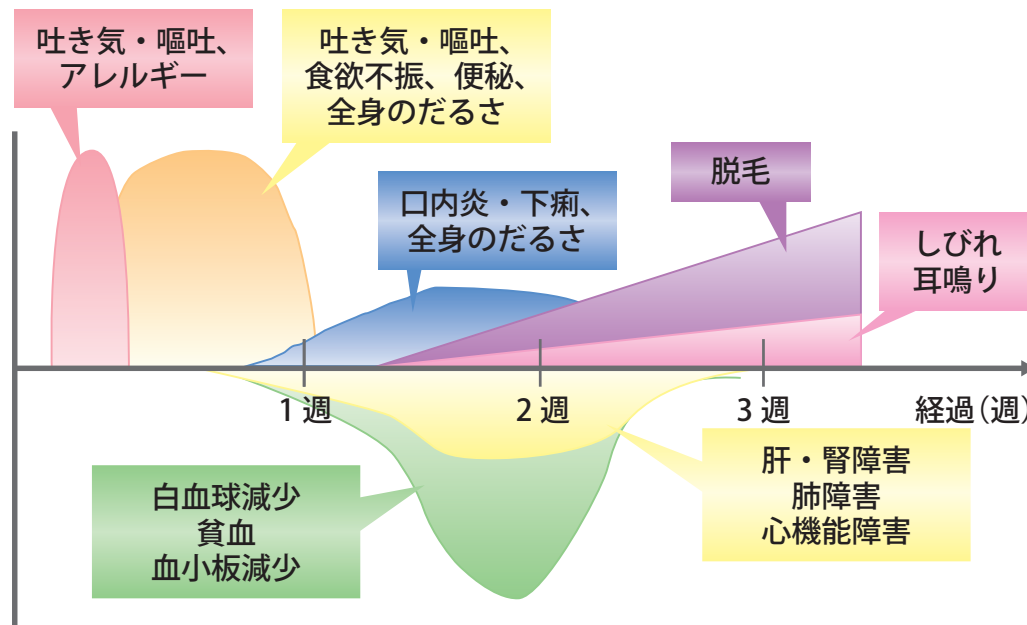 吐き気・嘔吐、
アレルギー
吐き気・嘔吐、
食欲不振、便秘、
全身のだるさ
口内炎・下痢、
全身のだるさ
脱毛
しびれ
耳鳴り
1週
2週
3週
経過(週)
白血球減少
貧血
血小板減少
肝・腎障害
肺障害
心機能障害